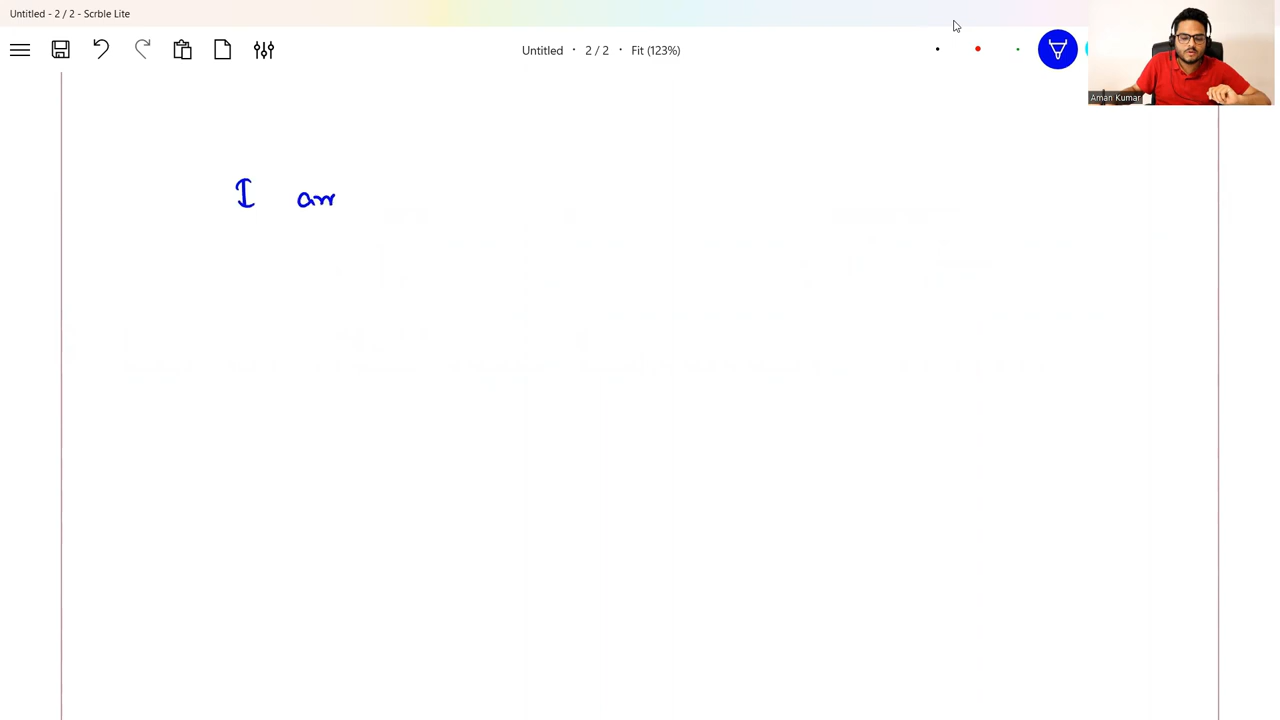 Untitled - 2 / 2 - Scrble Lite
Untitled • 2 / 2 • Fit (123%)
Aman Kumar
I am